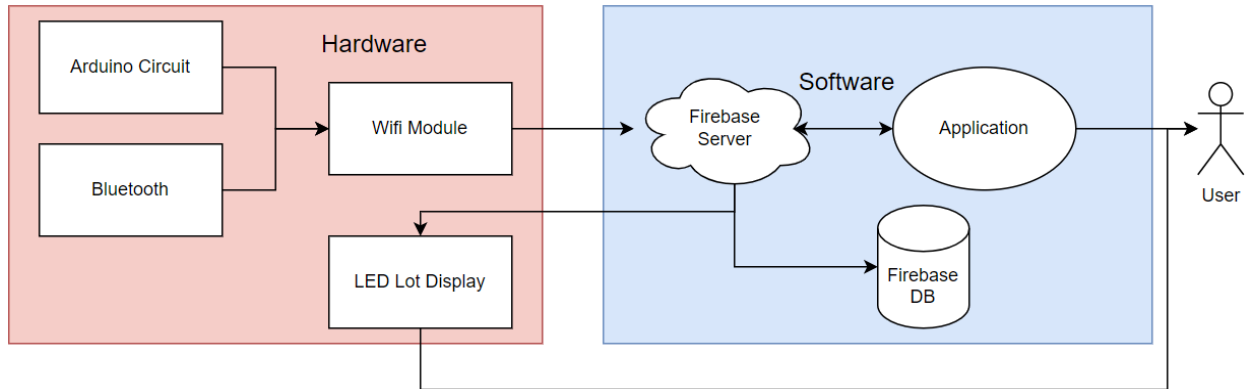 Hardware
Arduino Circuit
Bluetooth
Wifi Module
LED Lot Display
Software
Firebase
Server
Application
Firebase
DB
User